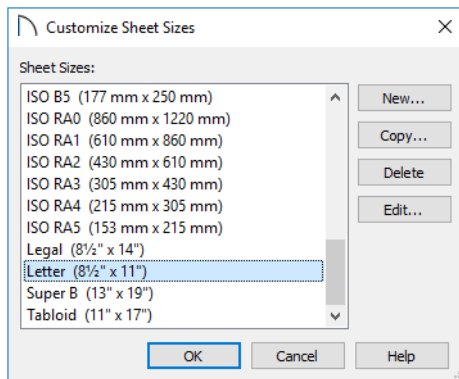 Customize Sheet Sizes
Sheet Sizes:
ISO B5 (177 mm x 250 mm)
ISO RA0 (860 mm x 1220 mm)
ISO RA1 (610 mm x 860 mm)
ISO RA2 (430 mm x 610 mm)
ISO RA3 (305 mm x 430 mm)
ISO RA4 (215 mm x 305 mm)
ISO RA5 (153 mm x 215 mm)
Legal (8½" x 14")
Letter (8½" x 11")
Super B (13" x 19")
Tabloid (11" x 17")
New...
Copy...
Delete
Edit...
OK
Cancel
Help